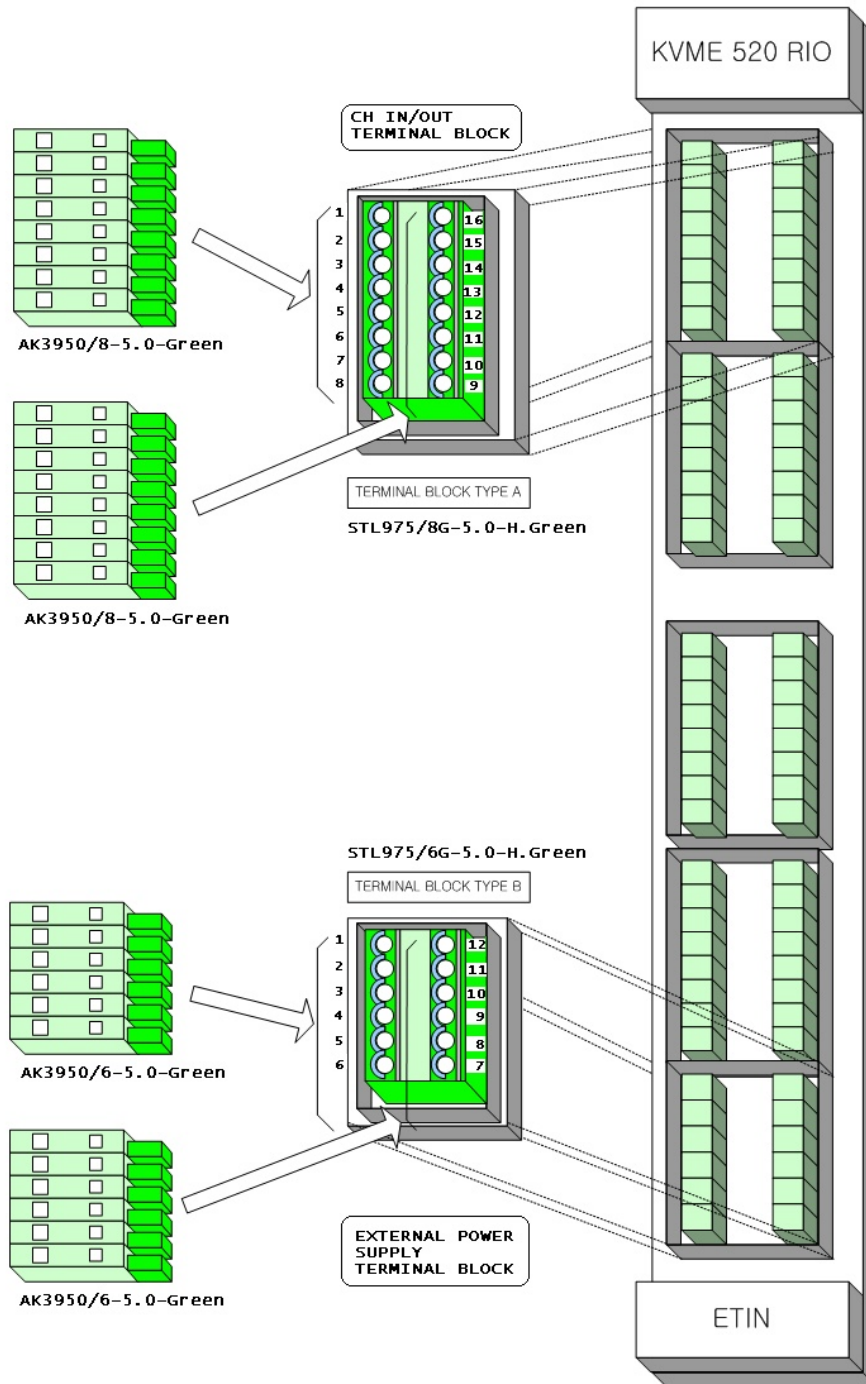 KVME 520 RIO
CH IN/OUT
TERMINAL BLOCK
1
2
3
4
5
6
7
8
16
15
14
13
12
11
10
9
AK3950/8-5.0-Green
TERMINAL BLOCK TYPE A
STL975/8G-5.0-H.Green
AK3950/8-5.0-Green
STL975/6G-5.0-H.Green
TERMINAL BLOCK TYPE B
1
2
3
4
5
6
12
11
10
9
8
7
AK3950/6-5.0-Green
EXTERNAL POWER
SUPPLY
TERMINAL BLOCK
AK3950/6-5.0-Green
ETIN